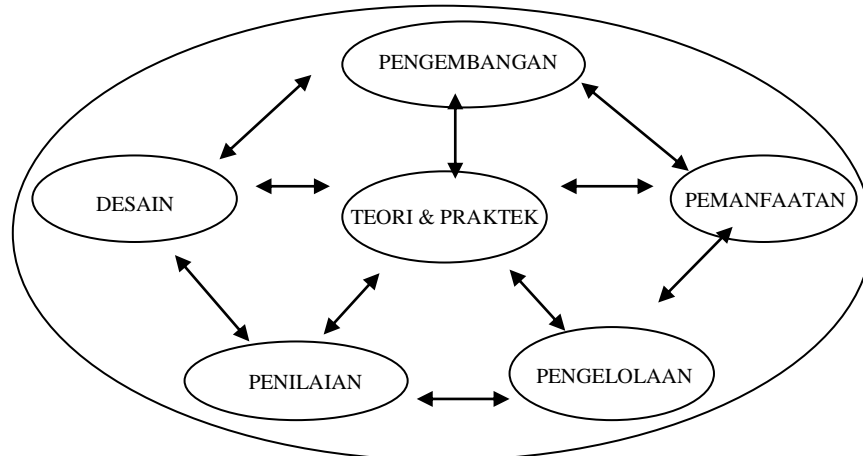 PENGEMBANGAN
DESAIN
TEORI & PRAKTEK
PEMANFAATAN
PENILAIAN
PENGELOLAAN